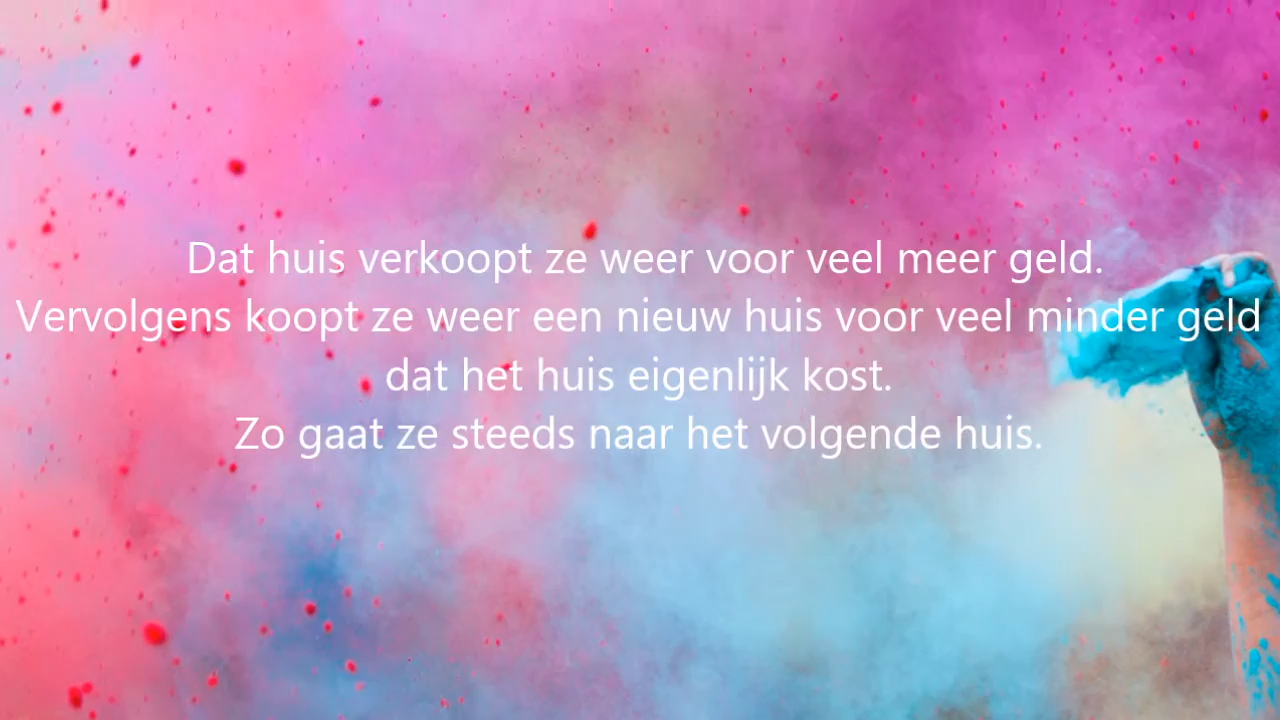 Dat huis verkoopt ze weer voor veel meer geld.
Vervolgens koopt ze weer een nieuw huis voor veel minder geld
dat het huis eigenlijk kost.
Zo gaat ze steeds naar het volgende huis.